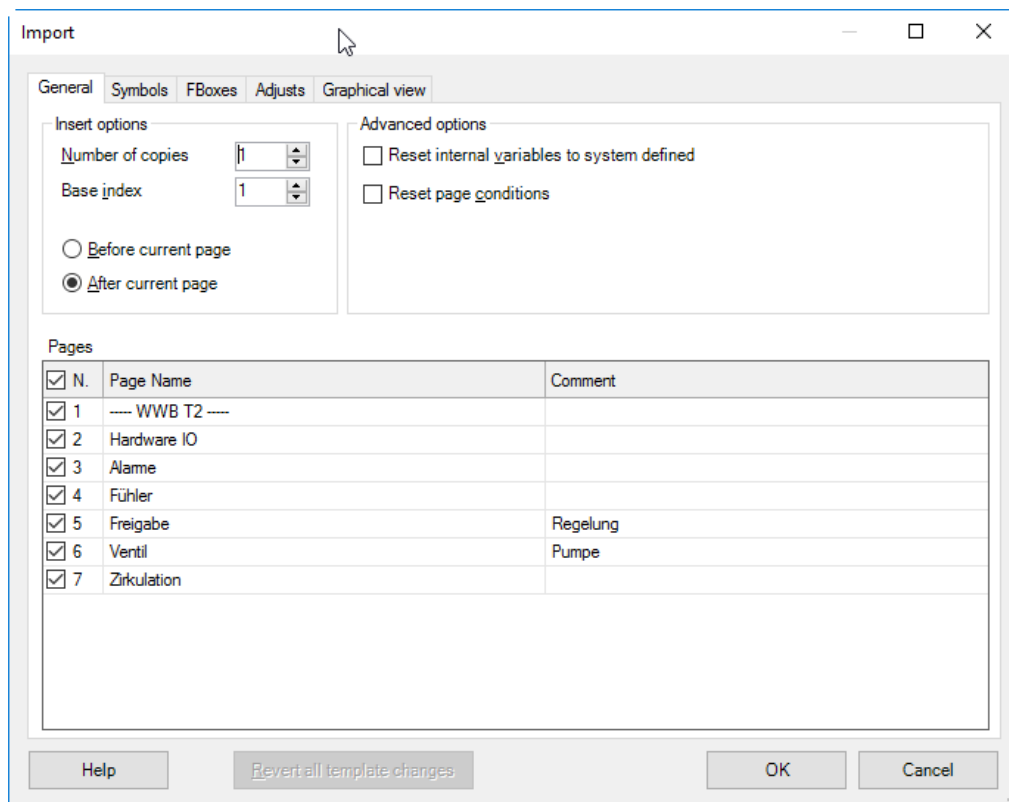 Import
General Symbols FBoxes Adjusts Graphical view
Insert options
Number of copies 1
Base index 1
Before current page
After current page
Advanced options
Reset internal variables to system defined
Reset page conditions
Pages
N. Page Name Comment
1 ----- WWB T2 -----
2 Hardware IO
3 Alarme
4 Fühler
5 Freigabe Regelung
6 Ventil Pumpe
7 Zirkulation
Help Revert all template changes OK Cancel